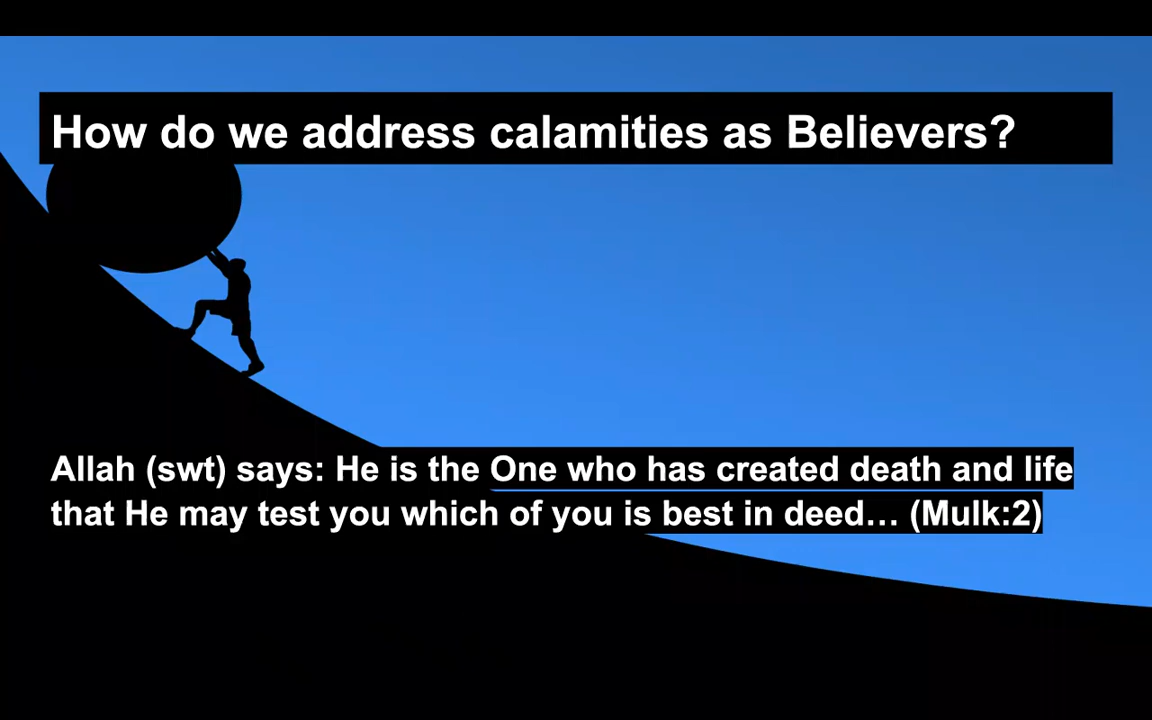 How do we address calamities as Believers?
Allah (swt) says: He is the One who has created death and life
that He may test you which of you is best in deed… (Mulk:2)